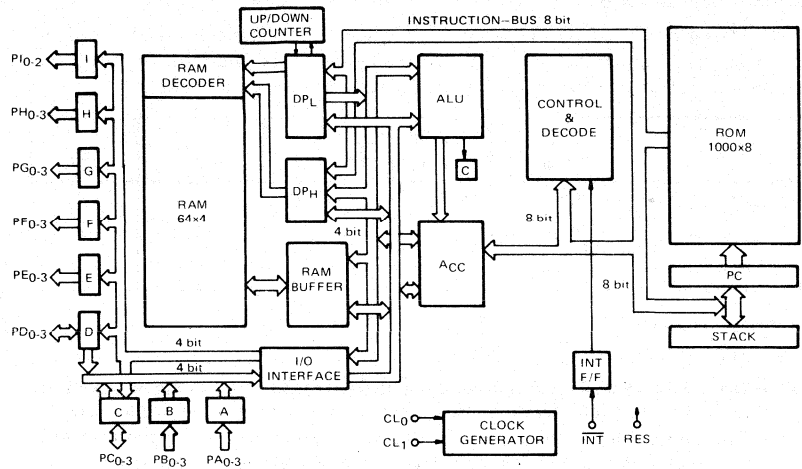 UP/DOWN
COUNTER
INSTRUCTION--BUS 8 bit
PI0-2
I
RAM
DECODER
DPL
ALU
CONTROL
&
DECODE
ROM
1000×8
PH0-3
H
PG0-3
G
DPH
C
RAM
64×4
PF0-3
F
4 bit
8 bit
ACC
PE0-3
E
RAM
BUFFER
PC
8 bit
PD0-3
D
STACK
4 bit
4 bit
I/O
INTERFACE
INT
F/F
C
B
A
CL0
CL1
CLOCK
GENERATOR
INT
RES
PC0-3
PB0-3
PA0-3